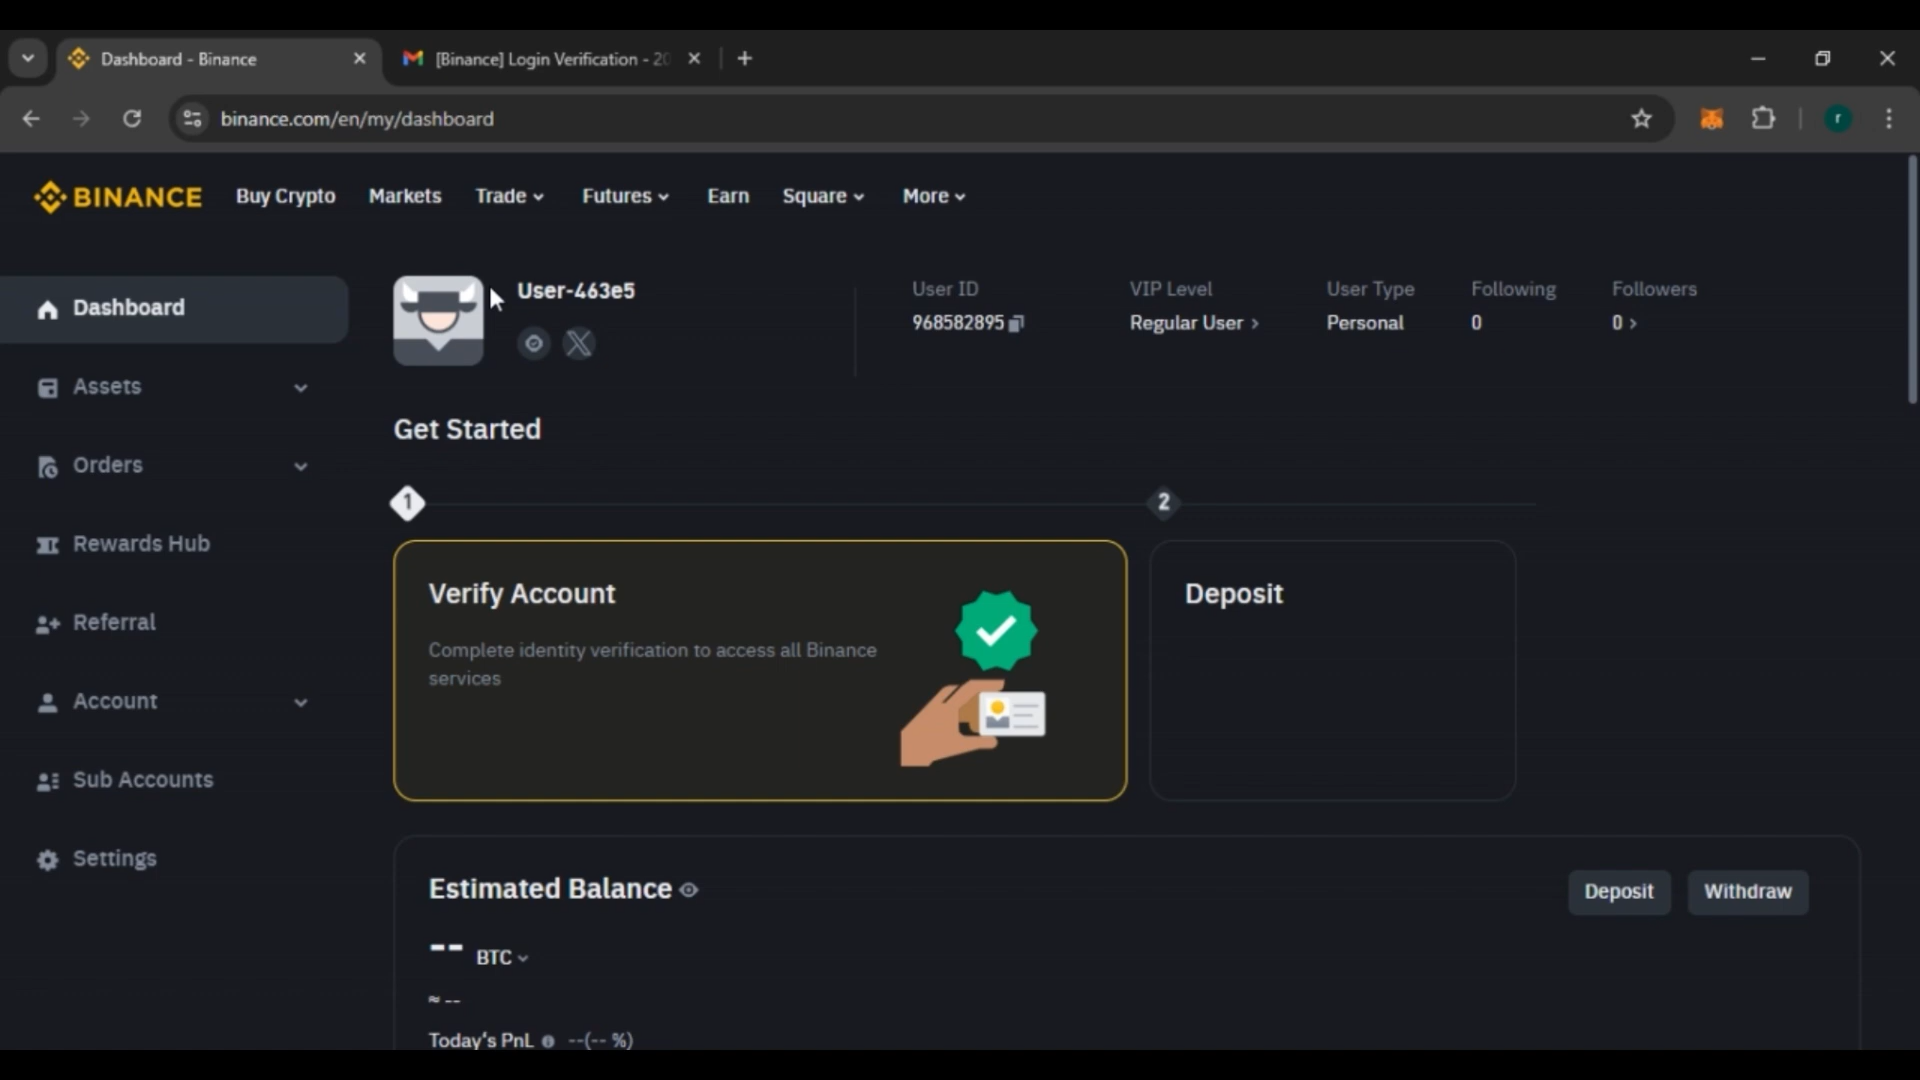 Dashboard - Binance
[Binance] Login Verification - 20
binance.com/en/my/dashboard
r
BINANCE
Buy Crypto
Markets
Trade
Futures
Earn
Square
More
Dashboard
Assets
Orders
Rewards Hub
Referral
Account
Sub Accounts
Settings
User-463e5
User ID
968582895
VIP Level
Regular User
User Type
Personal
Following
0
Followers
0
Get Started
1
2
Verify Account
Complete identity verification to access all Binance
services
Deposit
Estimated Balance
Deposit
Withdraw
-- BTC
≈ --
Today's PnL --(-- %)